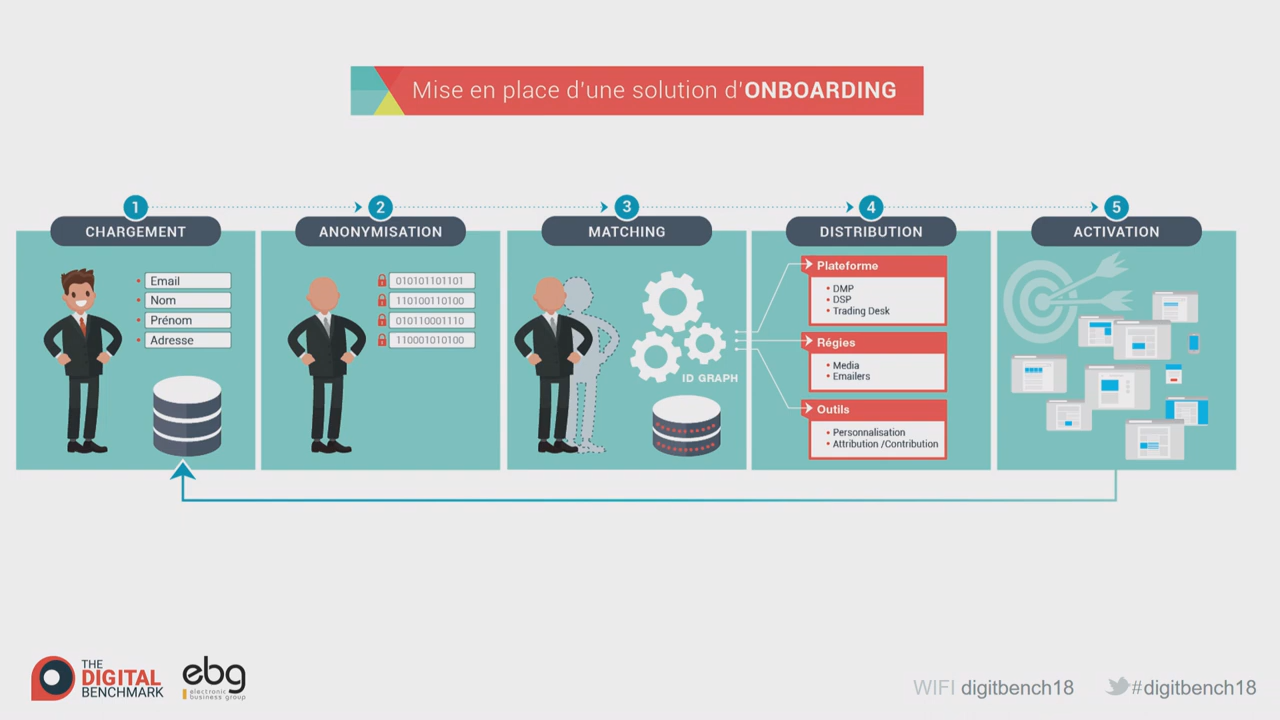 Mise en place d'une solution d'ONBOARDING
1
CHARGEMENT
• Email
• Nom
• Prénom
• Adresse
2
ANONYMISATION
010101101101
110100110100
010110001110
110001010100
3
MATCHING
ID GRAPH
4
DISTRIBUTION
Plateforme
• DMP
• DSP
• Trading Desk
Régies
• Media
• Emailers
Outils
• Personnalisation
• Attribution /Contribution
5
ACTIVATION
THE
DIGITAL
BENCHMARK
ebg
electronic
business group
WIFI digitbench18
#digitbench18